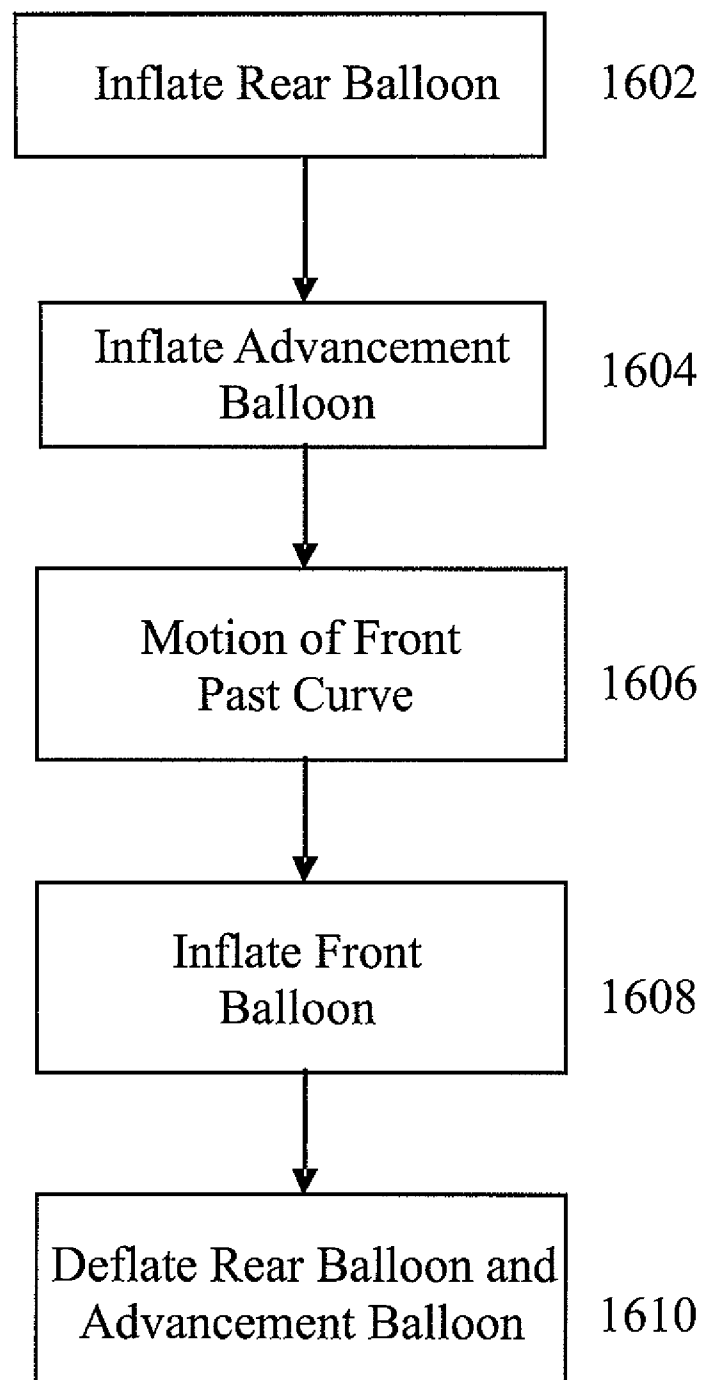 Inflate Rear Balloon
1602
Inflate Advancement
Balloon
1604
Motion of Front
Past Curve
1606
Inflate Front
Balloon
1608
Deflate Rear Balloon and
Advancement Balloon
1610